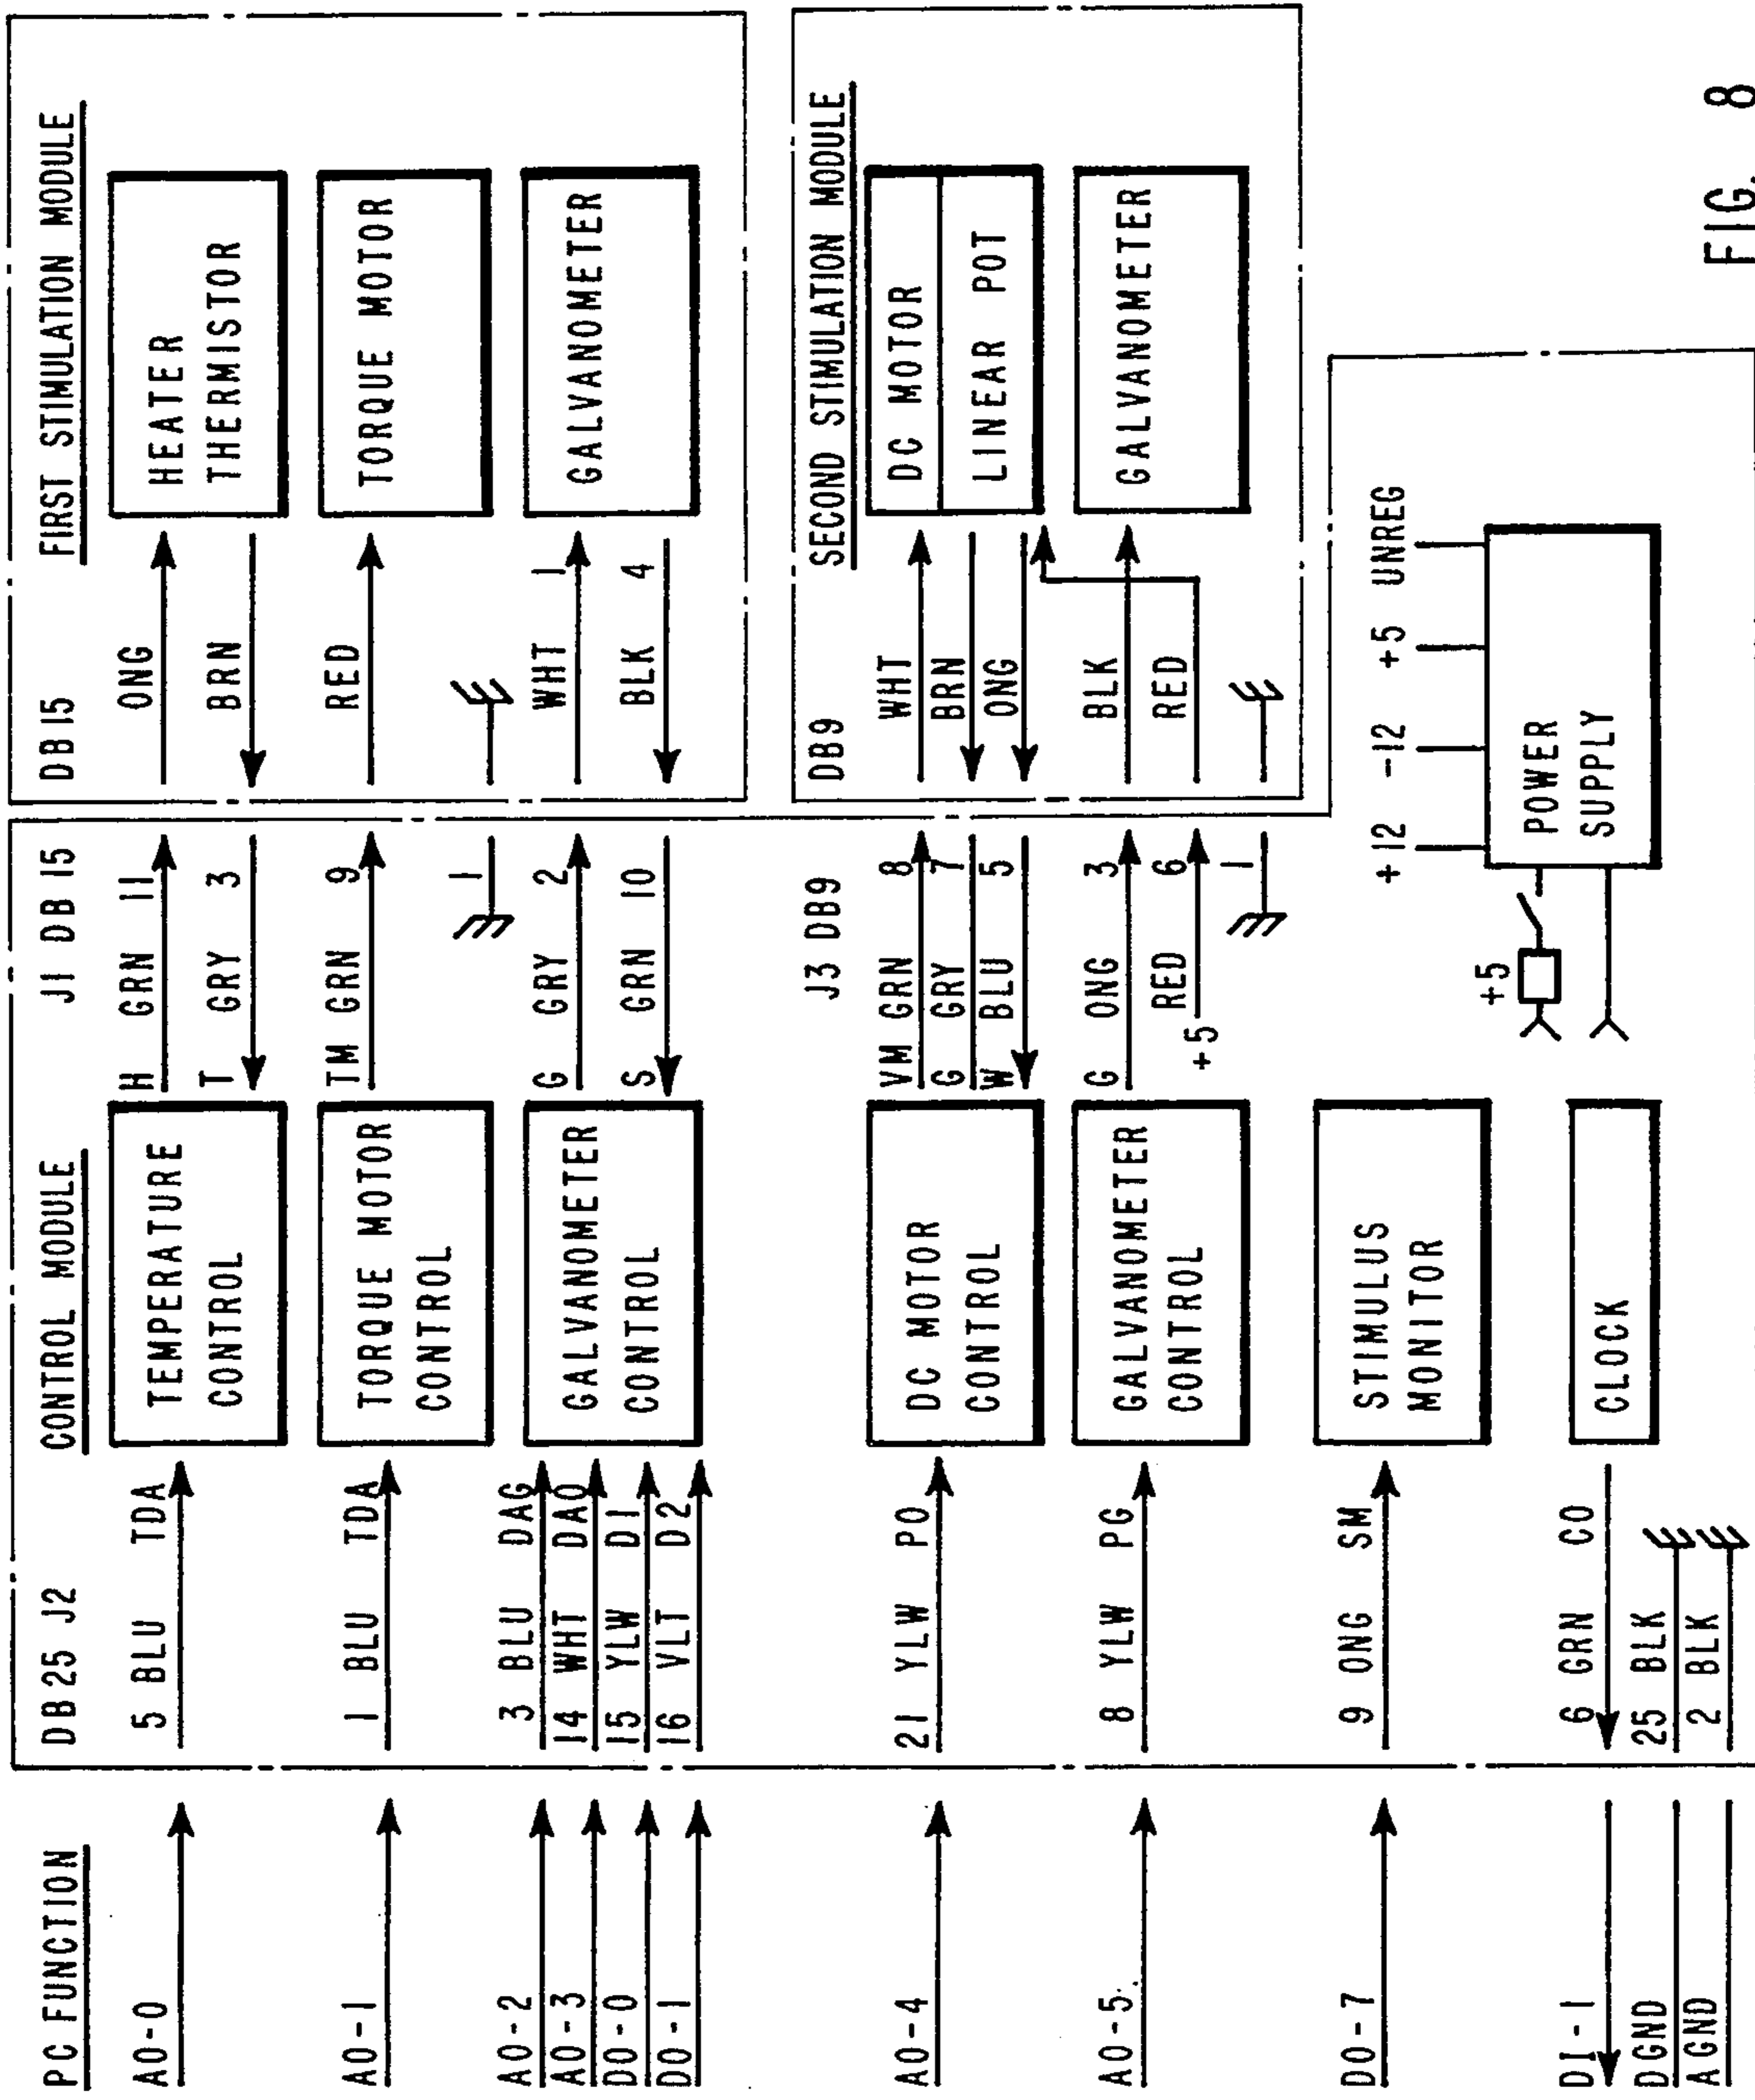 PC FUNCTION
AO-0
AO-1
AO-2
AO-3
DO-0
DO-1
AO-4
AO-5
DO-7
DI-1
DGND
AGND
DB 25 J2
CONTROL MODULE
5 BLU TDA
1 BLU TDA
3 BLU DAG
14 WHT DAO
15 YLW D1
16 VLT D2
21 YLW PO
8 YLW PG
9 ONG SM
6 GRN CO
25 BLK
2 BLK
TEMPERATURE
CONTROL
TORQUE MOTOR
CONTROL
GALVANOMETER
CONTROL
DC MOTOR
CONTROL
GALVANOMETER
CONTROL
STIMULUS
MONITOR
CLOCK
J1 DB 15
H GRN 11
T GRY 3
TM GRN 9
1
G GRY 2
S GRN 10
J3 DB9
VM GRN 8
G GRY 7
W BLU 5
G ONG 3
RED 6
+5
1
+5
POWER
SUPPLY
+12 -12 +5 UNREG
DB 15
FIRST STIMULATION MODULE
ONG
BRN
RED
WHT 1
BLK 4
HEATER
THERMISTOR
TORQUE MOTOR
GALVANOMETER
DB9
SECOND STIMULATION MODULE
WHT
BRN
ONG
BLK
RED
DC MOTOR
LINEAR POT
GALVANOMETER
FIG. 8